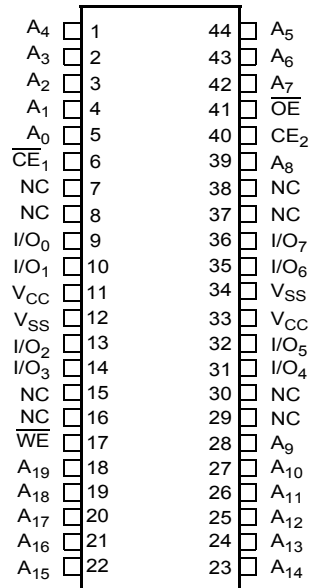 A4 1 44 A5
A3 2 43 A6
A2 3 42 A7
A1 4 41 O̅E̅
A0 5 40 CE2
C̅E̅1 6 39 A8
NC 7 38 NC
NC 8 37 NC
I/O0 9 36 I/O7
I/O1 10 35 I/O6
VCC 11 34 VSS
VSS 12 33 VCC
I/O2 13 32 I/O5
I/O3 14 31 I/O4
NC 15 30 NC
NC 16 29 NC
W̅E̅ 17 28 A9
A19 18 27 A10
A18 19 26 A11
A17 20 25 A12
A16 21 24 A13
A15 22 23 A14